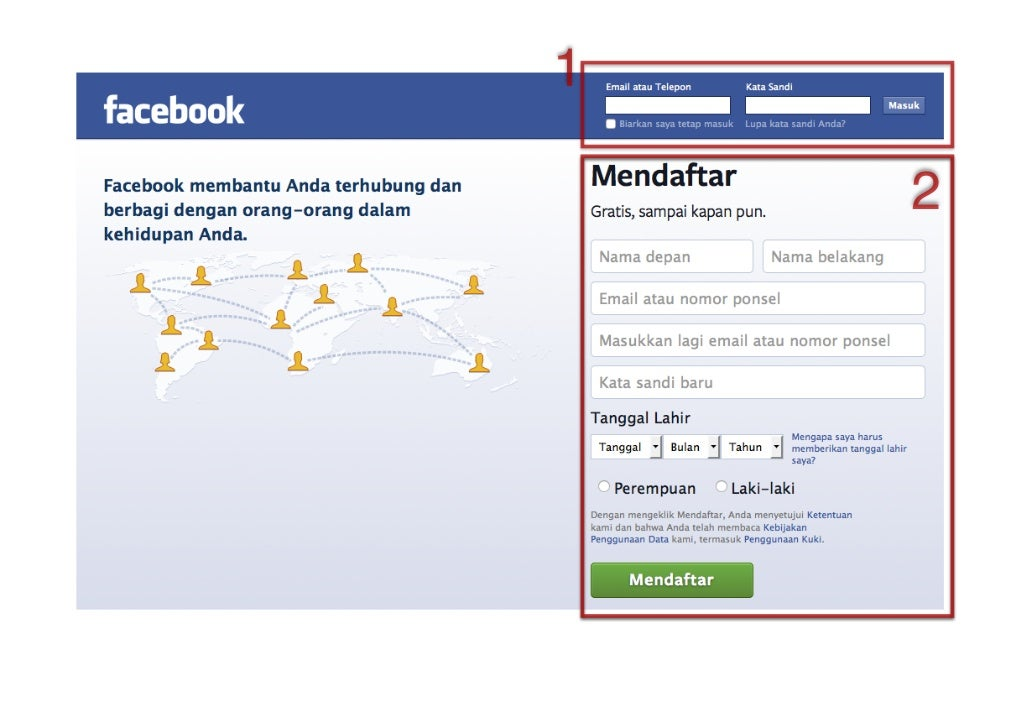 1
facebook
Email atau Telepon
Kata Sandi
Masuk
Biarkan saya tetap masuk
Lupa kata sandi Anda?
Facebook membantu Anda terhubung dan
berbagi dengan orang-orang dalam
kehidupan Anda.
2
Mendaftar
Gratis, sampai kapan pun.
Nama depan
Nama belakang
Email atau nomor ponsel
Masukkan lagi email atau nomor ponsel
Kata sandi baru
Tanggal Lahir
Tanggal
Bulan
Tahun
Mengapa saya harus
memberikan tanggal lahir
saya?
Perempuan
Laki-laki
Dengan mengeklik Mendaftar, Anda menyetujui Ketentuan
kami dan bahwa Anda telah membaca Kebijakan
Penggunaan Data kami, termasuk Penggunaan Kuki.
Mendaftar